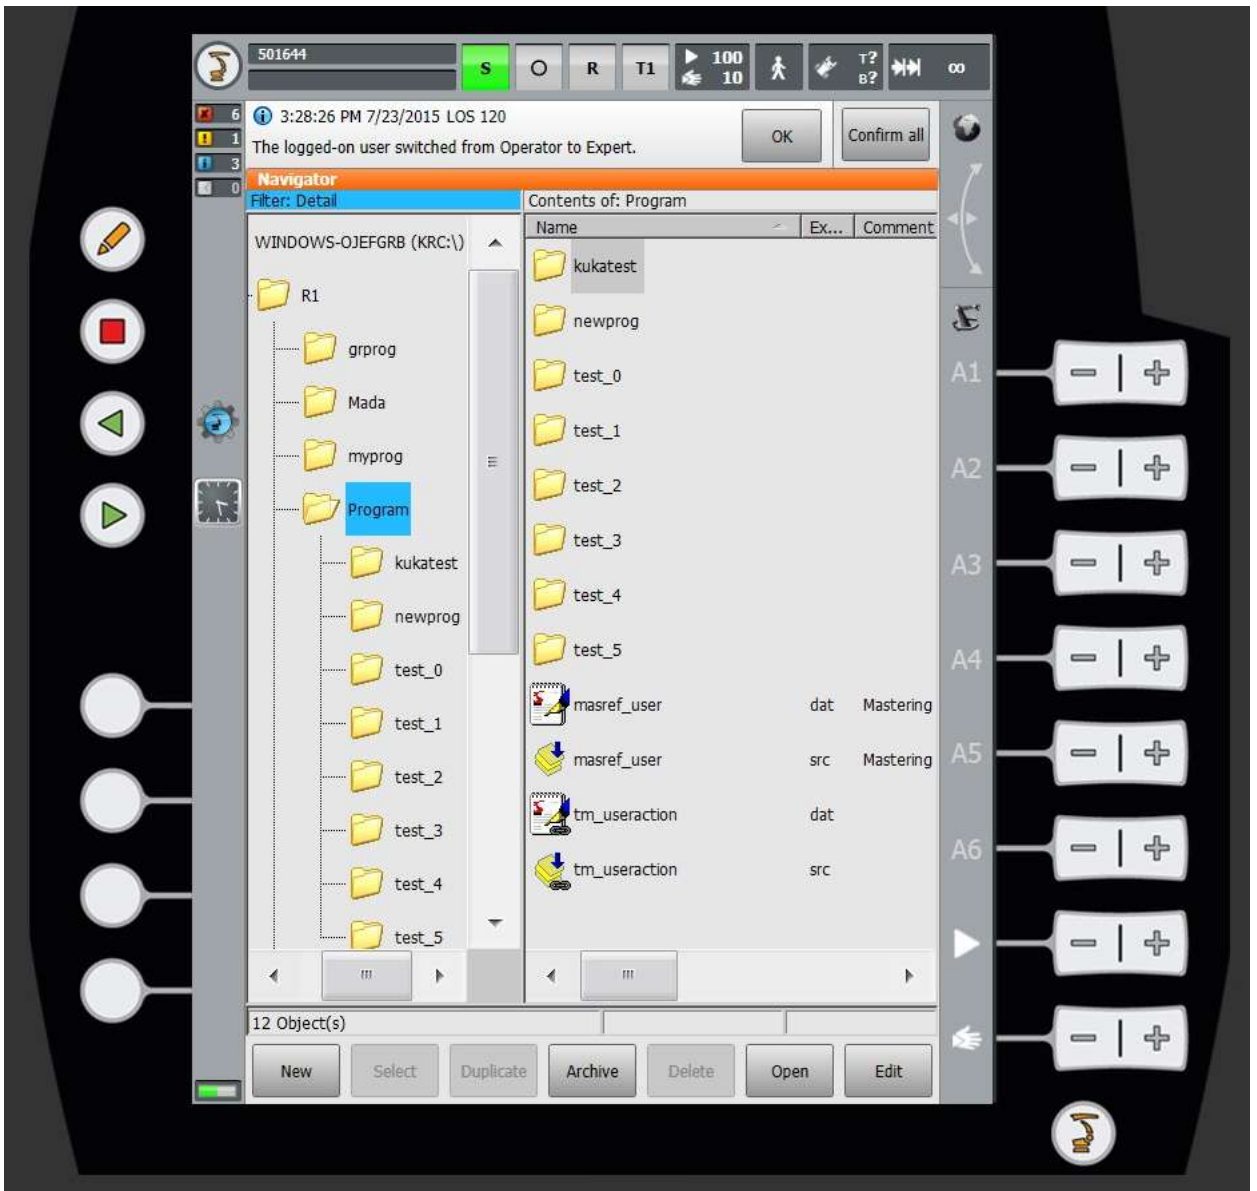 501644
S
R
T1
100
10
T?
B?
∞
6
1
3
0
3:28:26 PM 7/23/2015 LOS 120
The logged-on user switched from Operator to Expert.
OK
Confirm all
Navigator
Filter: Detail
Contents of: Program
WINDOWS-OJEFGRB (KRC:\)
R1
grprog
Mada
myprog
Program
kukatest
newprog
test_0
test_1
test_2
test_3
test_4
test_5
Name Ex... Comment
kukatest
newprog
test_0
test_1
test_2
test_3
test_4
test_5
masref_user dat Mastering
masref_user src Mastering
tm_useraction dat
tm_useraction src
A1
A2
A3
A4
A5
A6
12 Object(s)
New
Select
Duplicate
Archive
Delete
Open
Edit